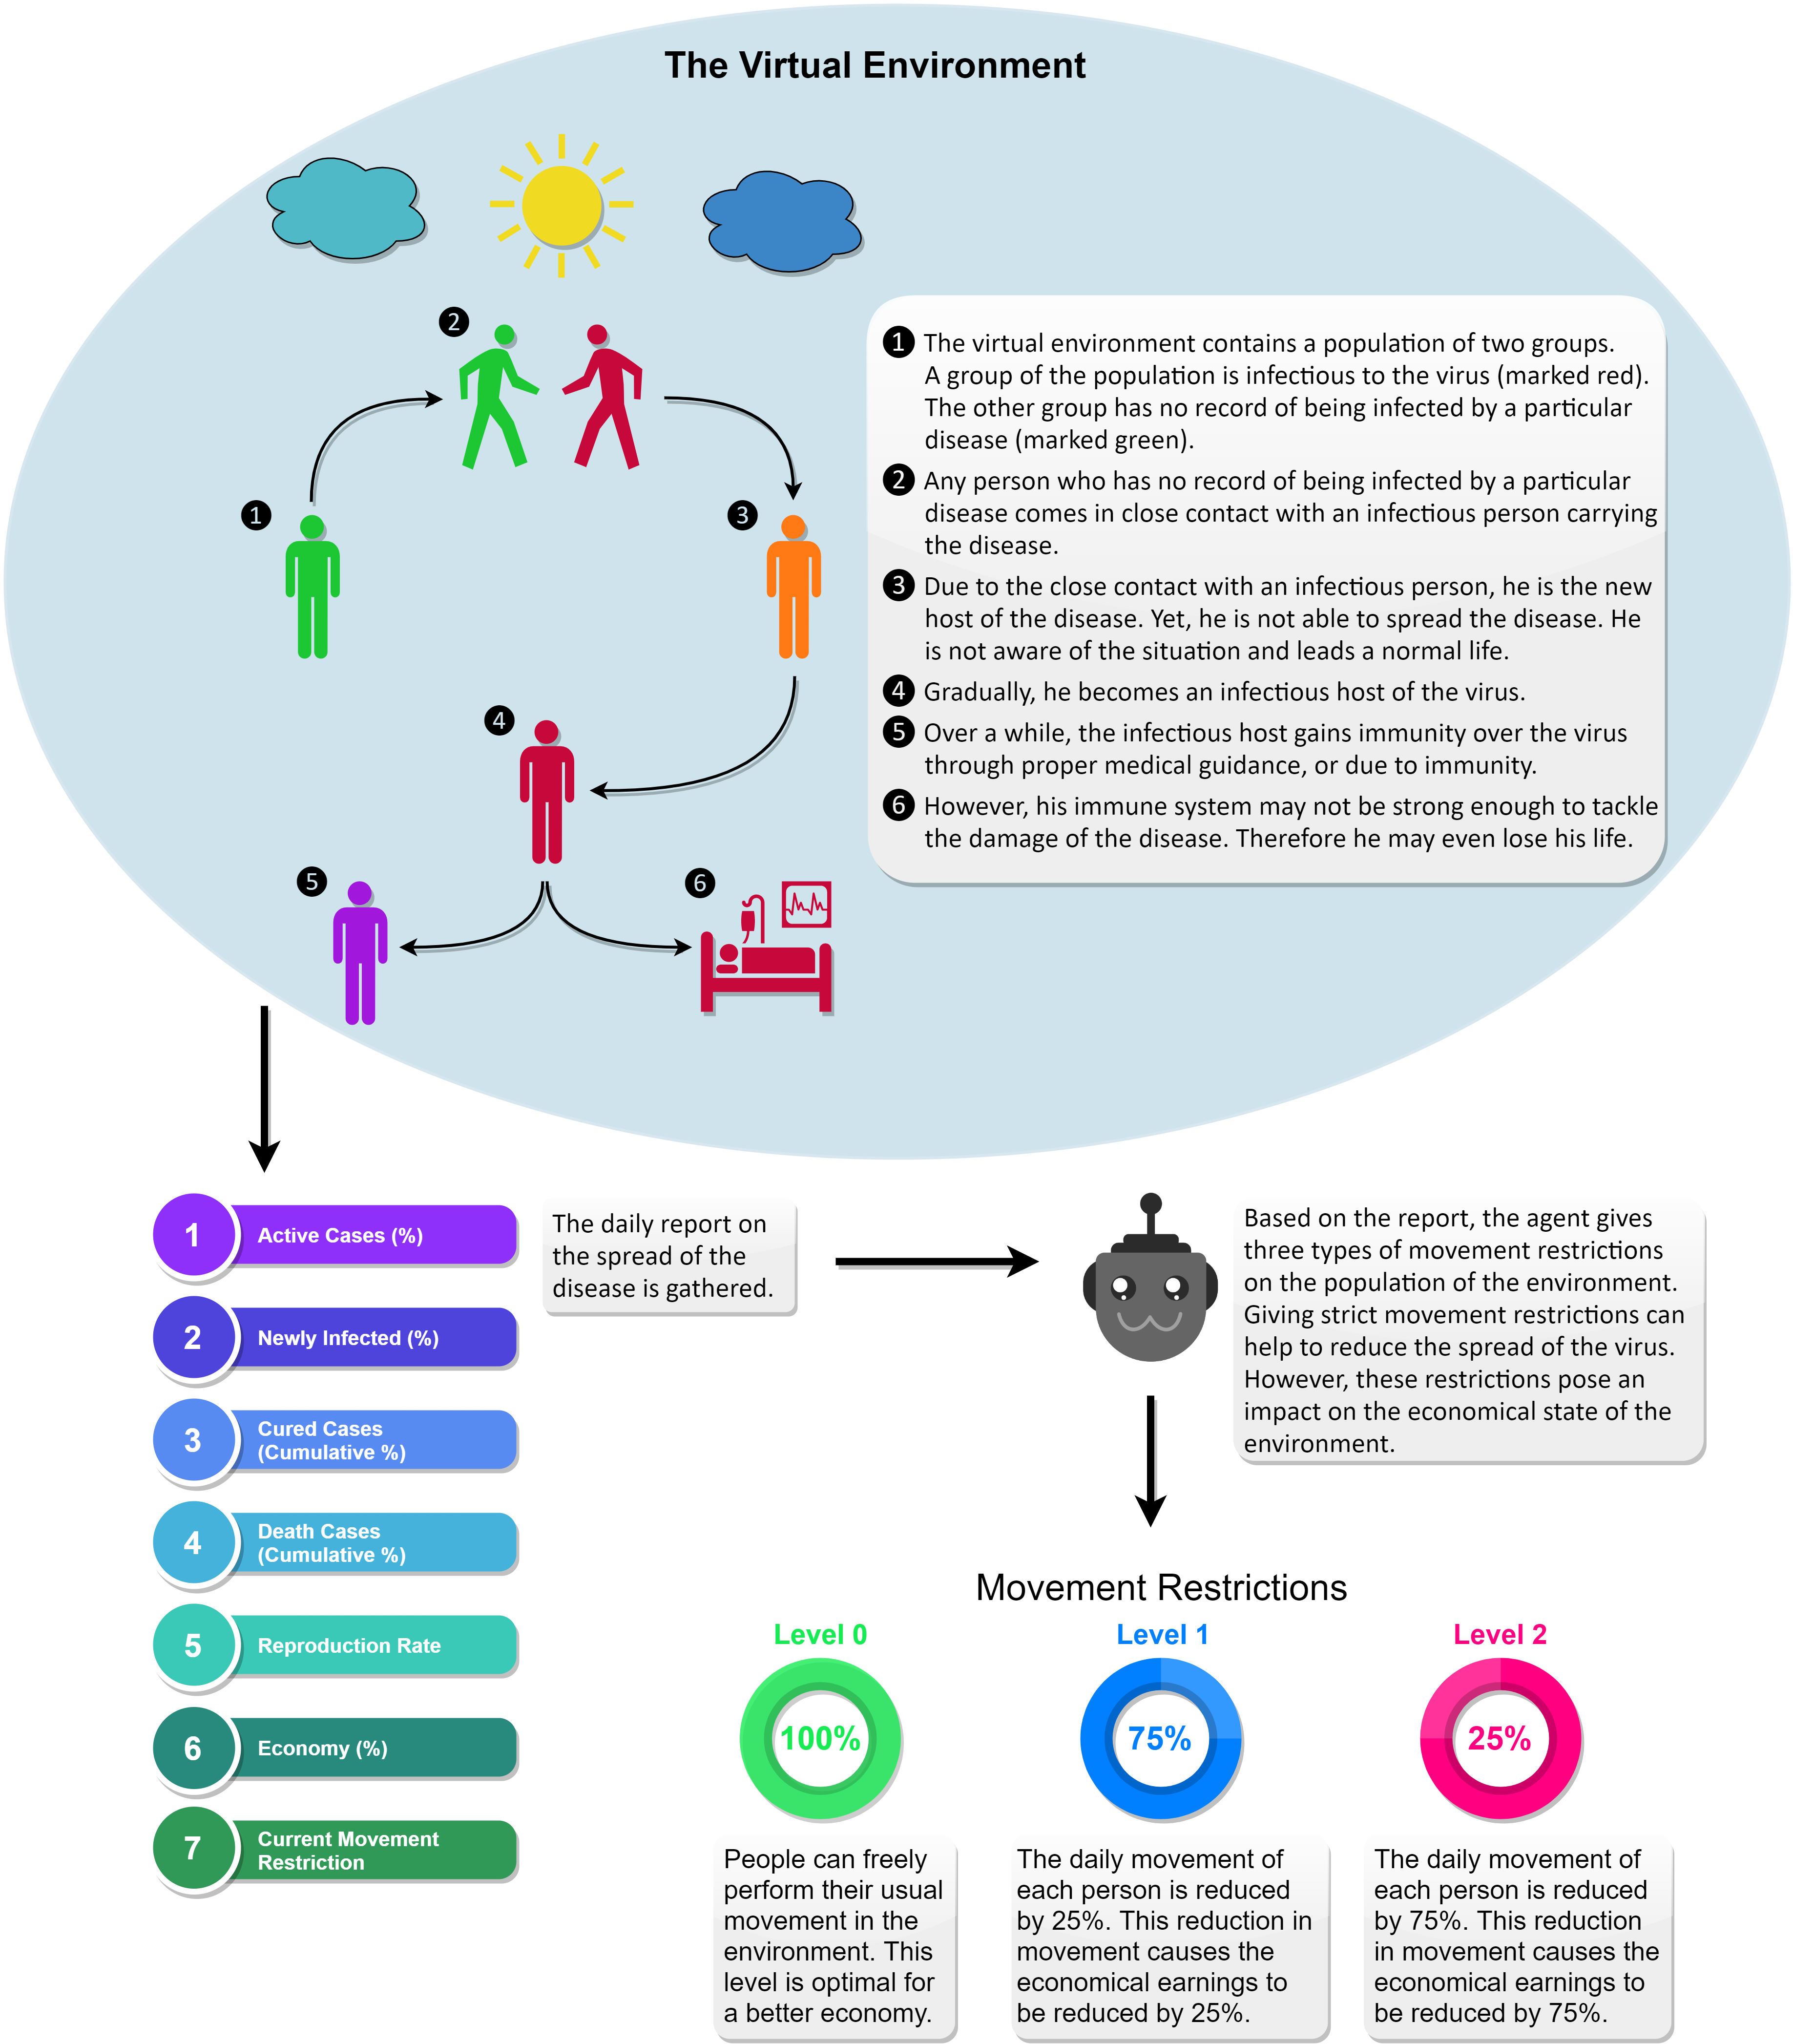 The Virtual Environment
2
1
3
4
5
6
1 The virtual environment contains a population of two groups.
A group of the population is infectious to the virus (marked red).
The other group has no record of being infected by a particular
disease (marked green).
2 Any person who has no record of being infected by a particular
disease comes in close contact with an infectious person carrying
the disease.
3 Due to the close contact with an infectious person, he is the new
host of the disease. Yet, he is not able to spread the disease. He
is not aware of the situation and leads a normal life.
4 Gradually, he becomes an infectious host of the virus.
5 Over a while, the infectious host gains immunity over the virus
through proper medical guidance, or due to immunity.
6 However, his immune system may not be strong enough to tackle
the damage of the disease. Therefore he may even lose his life.
1 Active Cases (%)
2 Newly Infected (%)
3 Cured Cases
(Cumulative %)
4 Death Cases
(Cumulative %)
5 Reproduction Rate
6 Economy (%)
7 Current Movement
Restriction
The daily report on
the spread of the
disease is gathered.
Based on the report, the agent gives
three types of movement restrictions
on the population of the environment.
Giving strict movement restrictions can
help to reduce the spread of the virus.
However, these restrictions pose an
impact on the economical state of the
environment.
Movement Restrictions
Level 0
100%
People can freely
perform their usual
movement in the
environment. This
level is optimal for
a better economy.
Level 1
75%
The daily movement of
each person is reduced
by 25%. This reduction in
movement causes the
economical earnings to
be reduced by 25%.
Level 2
25%
The daily movement of
each person is reduced
by 75%. This reduction
in movement causes the
economical earnings to
be reduced by 75%.